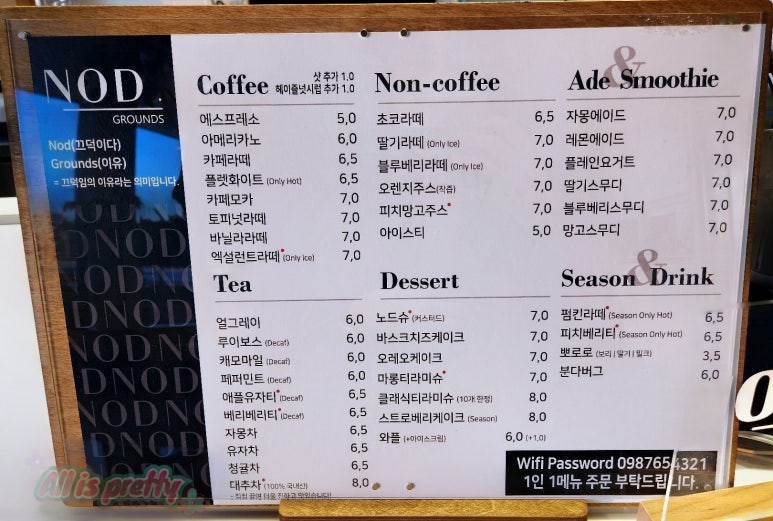 NOD.
GROUNDS
Nod(끄덕이다)
Grounds(이유)
= 끄덕임의 이유라는 의미입니다.
Coffee 샷 추가 1.0
헤이즐넛시럽 추가 1.0
에스프레소 5,0
아메리카노 6,0
카페라떼 6,5
플렛화이트 (Only Hot) 6,5
카페모카 7,0
토피넛라떼 7,0
바닐라라떼 7,0
엑설런트라떼 (Only Ice) 7,0
Non-coffee
초코라떼 6,5
딸기라떼 (Only Ice) 7,0
블루베리라떼 (Only Ice) 7,0
오렌지주스(착즙) 7,0
피치망고주스 7,0
아이스티 5,0
Ade & Smoothie
자몽에이드 7,0
레몬에이드 7,0
플레인요거트 7,0
딸기스무디 7,0
블루베리스무디 7,0
망고스무디 7,0
Tea
얼그레이 6,0
루이보스 (Decaf) 6,0
캐모마일 (Decaf) 6,0
페퍼민트 (Decaf) 6,0
애플유자티 (Decaf) 6,5
베리베리티 (Decaf) 6,5
자몽차 6,5
유자차 6,5
청귤차 6,5
대추차 (100% 국내산) 8,0
- 직접 끓여 더욱 진하고 맛있습니다!
Dessert
노드슈 (커스터드) 7,0
바스크치즈케이크 7,0
오레오케이크 7,0
마롱티라미슈 7,0
클래식티라미슈 (10개 한정) 8,0
스트로베리케이크 (Season) 8,0
와플 (+아이스크림) 6,0 (+1,0)
Season & Drink
펌킨라떼 (Season Only Hot) 6,5
피치베리티 (Season Only Hot) 6,5
뽀로로 (보리 | 딸기 | 밀크) 3,5
분다버그 6,0
Wifi Password 0987654321
1인 1메뉴 주문 부탁드립니다.
All is pretty